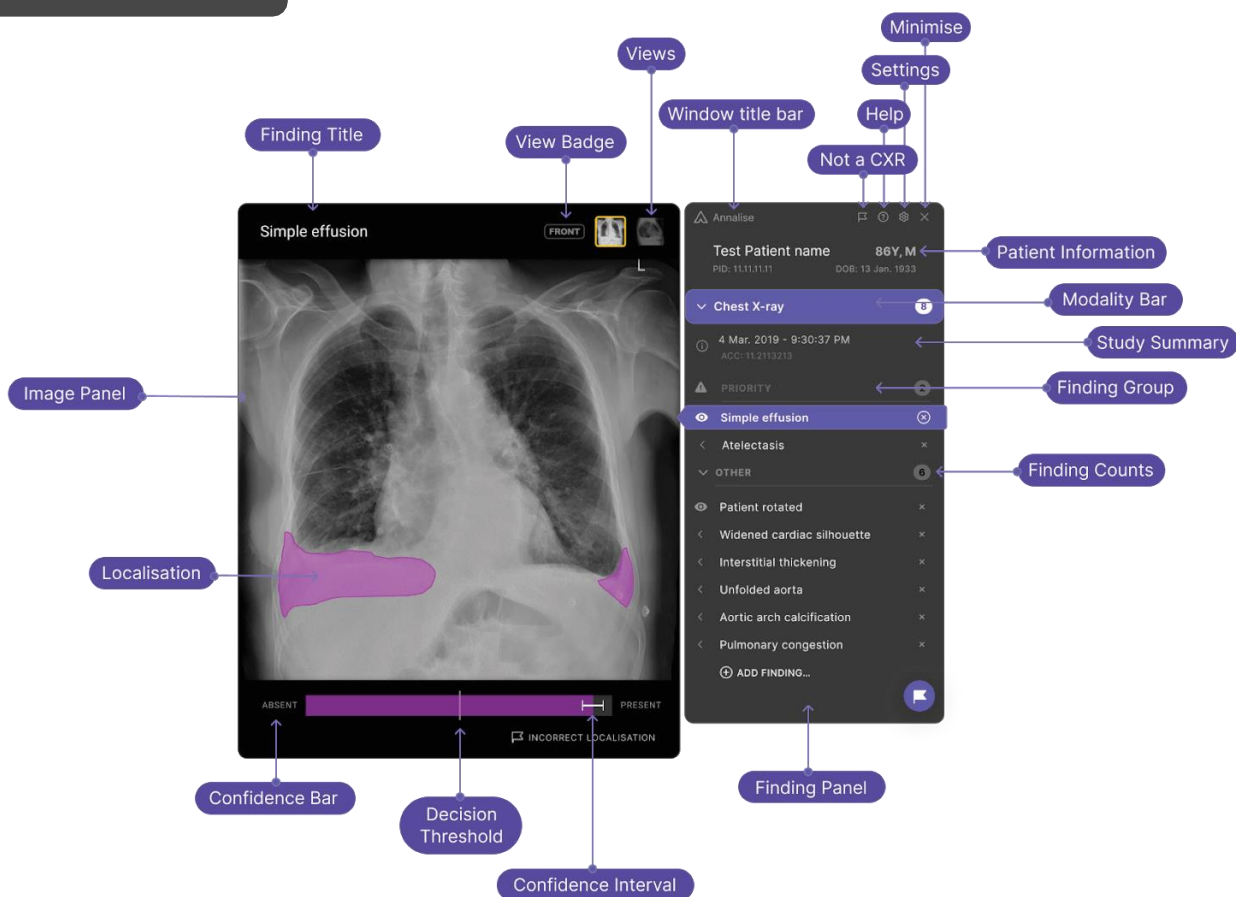 Minimise
Views
Settings
Window title bar
Help
Finding Title
View Badge
Not a CXR
Simple effusion
FRONT
L
Annalise
Test Patient name 86Y, M
PID: 11.11.11.11 DOB: 13 Jan. 1933
Patient Information
Chest X-ray 8
Modality Bar
4 Mar. 2019 - 9:30:37 PM
ACC: 11.2113213
Study Summary
PRIORITY 2
Finding Group
Image Panel
Simple effusion
Atelectasis
OTHER 6
Finding Counts
Patient rotated
Widened cardiac silhouette
Interstitial thickening
Localisation
Unfolded aorta
Aortic arch calcification
Pulmonary congestion
ADD FINDING...
ABSENT PRESENT
INCORRECT LOCALISATION
Confidence Bar
Decision
Threshold
Finding Panel
Confidence Interval